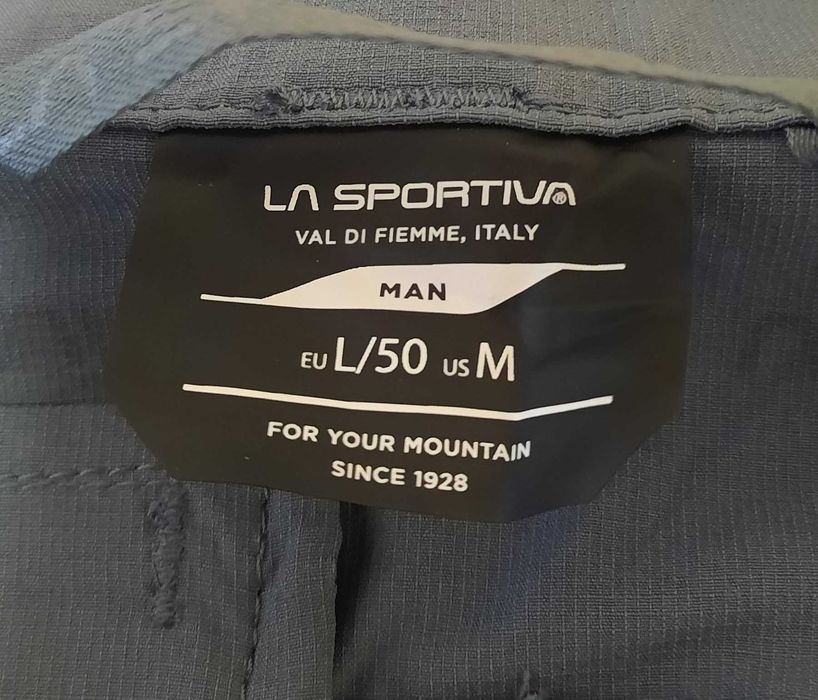 LA SPORTIVA®
VAL DI FIEMME, ITALY
MAN
EU L/50 US M
FOR YOUR MOUNTAIN
SINCE 1928